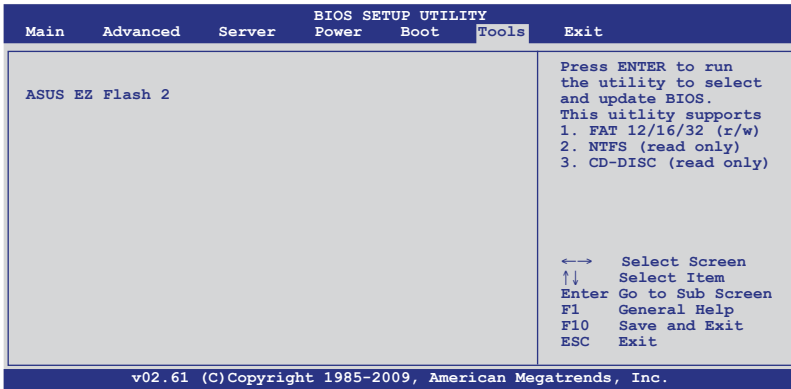 BIOS SETUP UTILITY
Main Advanced Server Power Boot Tools Exit
ASUS EZ Flash 2
Press ENTER to run
the utility to select
and update BIOS.
This uitlity supports
1. FAT 12/16/32 (r/w)
2. NTFS (read only)
3. CD-DISC (read only)
←→ Select Screen
↑↓ Select Item
Enter Go to Sub Screen
F1 General Help
F10 Save and Exit
ESC Exit
v02.61 (C)Copyright 1985-2009, American Megatrends, Inc.